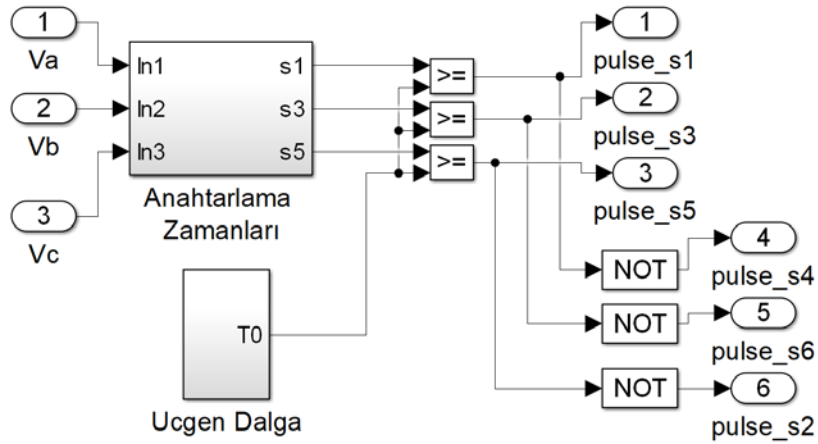 1
Va
2
Vb
3
Vc
In1
In2
In3
s1
s3
s5
Anahtarlama
Zamanları
T0
Ucgen Dalga
>=
>=
>=
1
pulse_s1
2
pulse_s3
3
pulse_s5
NOT
4
pulse_s4
NOT
5
pulse_s6
NOT
6
pulse_s2